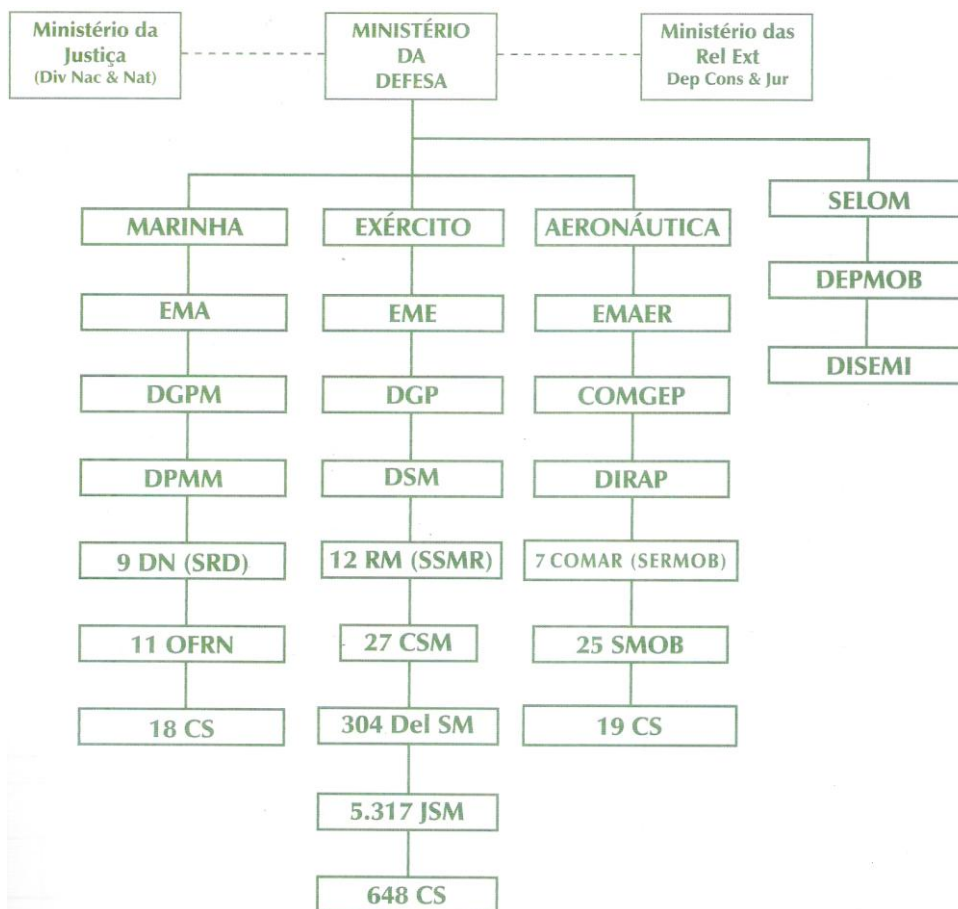 Ministério da
Justiça
(Div Nac & Nat)
MINISTÉRIO
DA
DEFESA
Ministério das
Rel Ext
Dep Cons & Jur
MARINHA
EXÉRCITO
AERONÁUTICA
SELOM
EMA
EME
EMAER
DEPMOB
DGPM
DGP
COMGEP
DISEMI
DPMM
DSM
DIRAP
9 DN (SRD)
12 RM (SSMR)
7 COMAR (SERMOB)
11 OFRN
27 CSM
25 SMOB
18 CS
304 Del SM
19 CS
5.317 JSM
648 CS